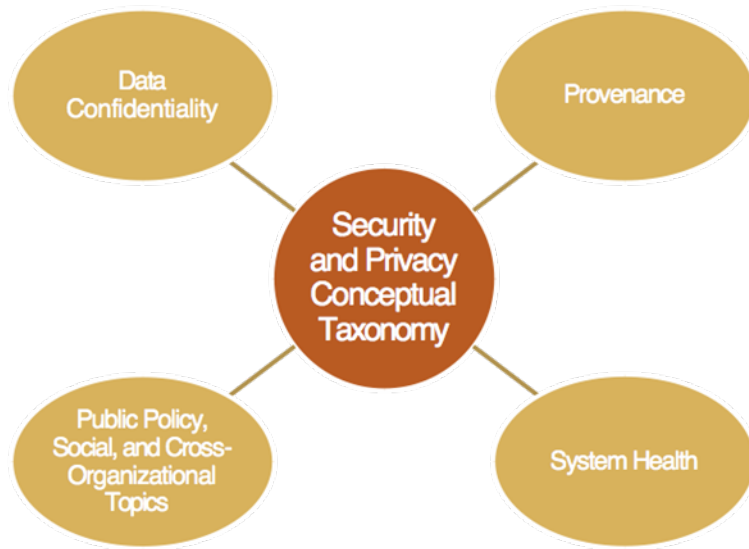 Data
Confidentiality
Provenance
Security
and Privacy
Conceptual
Taxonomy
Public Policy,
Social, and Cross-
Organizational
Topics
System Health